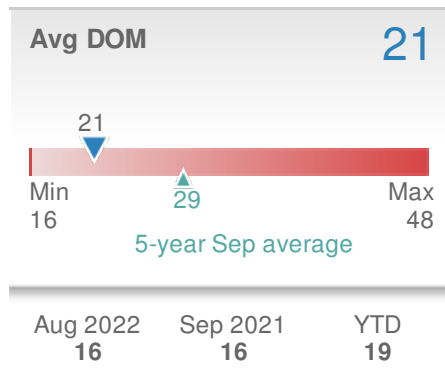 Avg DOM 21
21
Min Max
16 29 48
5-year Sep average
Aug 2022 Sep 2021 YTD
16 16 19